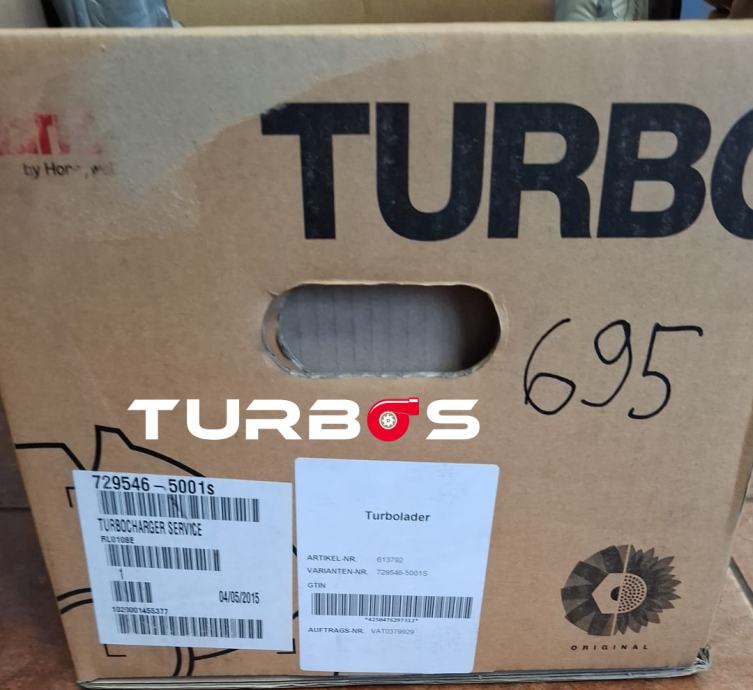 TURBO
by Honeywell
695
TURBOS
729546-5001s
TURBOCHARGER SERVICE
RL0108E
1
04/05/2015
Turbolader
ARTIKEL-NR. 613792
VARIANTEN-NR. 729546-5001S
GTIN
AUFTRAGS-NR. VAT0379929
ORIGINAL